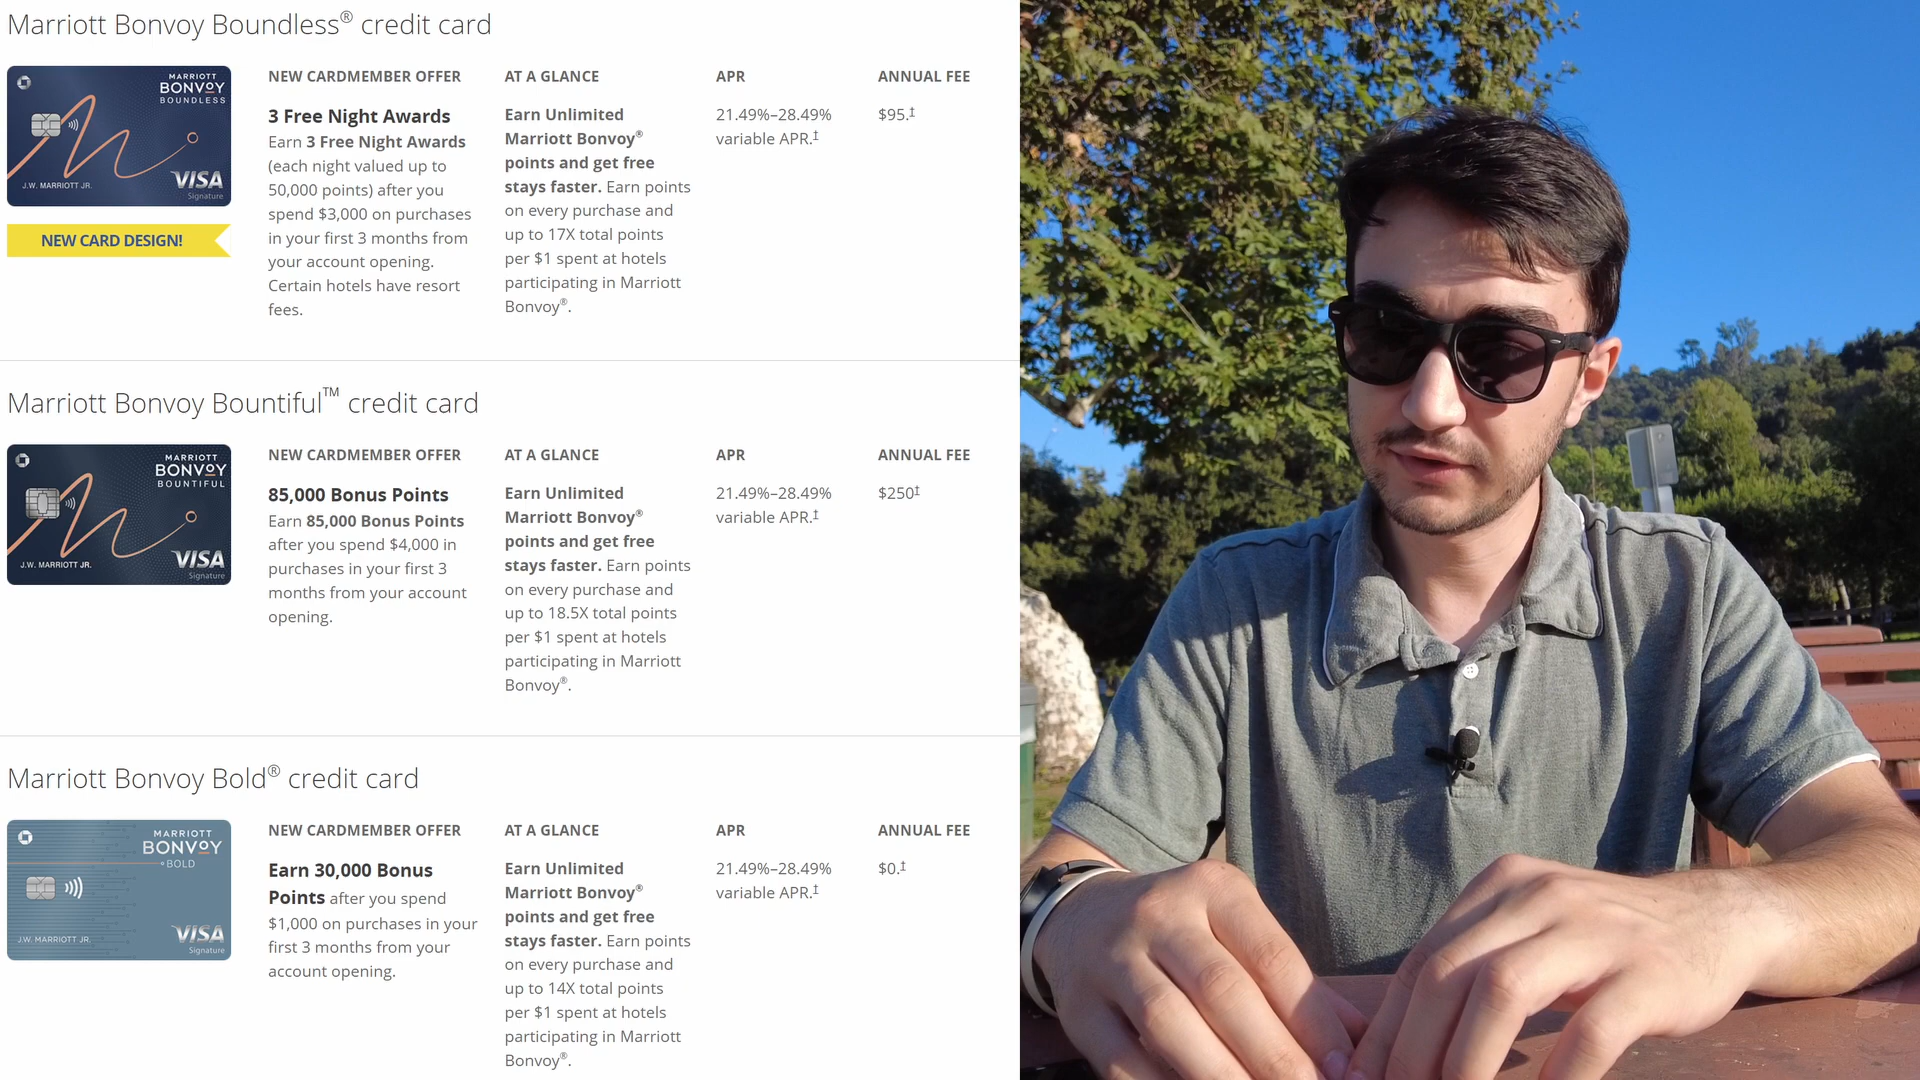 Marriott Bonvoy Boundless® credit card
MARRIOTT
BONVOY
BOUNDLESS
J.W. MARRIOTT JR.
VISA
Signature
NEW CARD DESIGN!
NEW CARDMEMBER OFFER
3 Free Night Awards
Earn 3 Free Night Awards
(each night valued up to
50,000 points) after you
spend $3,000 on purchases
in your first 3 months from
your account opening.
Certain hotels have resort
fees.
AT A GLANCE
Earn Unlimited
Marriott Bonvoy®
points and get free
stays faster. Earn points
on every purchase and
up to 17X total points
per $1 spent at hotels
participating in Marriott
Bonvoy®.
APR
21.49%–28.49%
variable APR.‡
ANNUAL FEE
$95.‡
Marriott Bonvoy Bountiful™ credit card
MARRIOTT
BONVOY
BOUNTIFUL
J.W. MARRIOTT JR.
VISA
Signature
NEW CARDMEMBER OFFER
85,000 Bonus Points
Earn 85,000 Bonus Points
after you spend $4,000 in
purchases in your first 3
months from your account
opening.
AT A GLANCE
Earn Unlimited
Marriott Bonvoy®
points and get free
stays faster. Earn points
on every purchase and
up to 18.5X total points
per $1 spent at hotels
participating in Marriott
Bonvoy®.
APR
21.49%–28.49%
variable APR.‡
ANNUAL FEE
$250‡
Marriott Bonvoy Bold® credit card
MARRIOTT
BONVOY
BOLD
J.W. MARRIOTT JR.
VISA
Signature
NEW CARDMEMBER OFFER
Earn 30,000 Bonus
Points after you spend
$1,000 on purchases in your
first 3 months from your
account opening.
AT A GLANCE
Earn Unlimited
Marriott Bonvoy®
points and get free
stays faster. Earn points
on every purchase and
up to 14X total points
per $1 spent at hotels
participating in Marriott
Bonvoy®.
APR
21.49%–28.49%
variable APR.‡
ANNUAL FEE
$0.‡